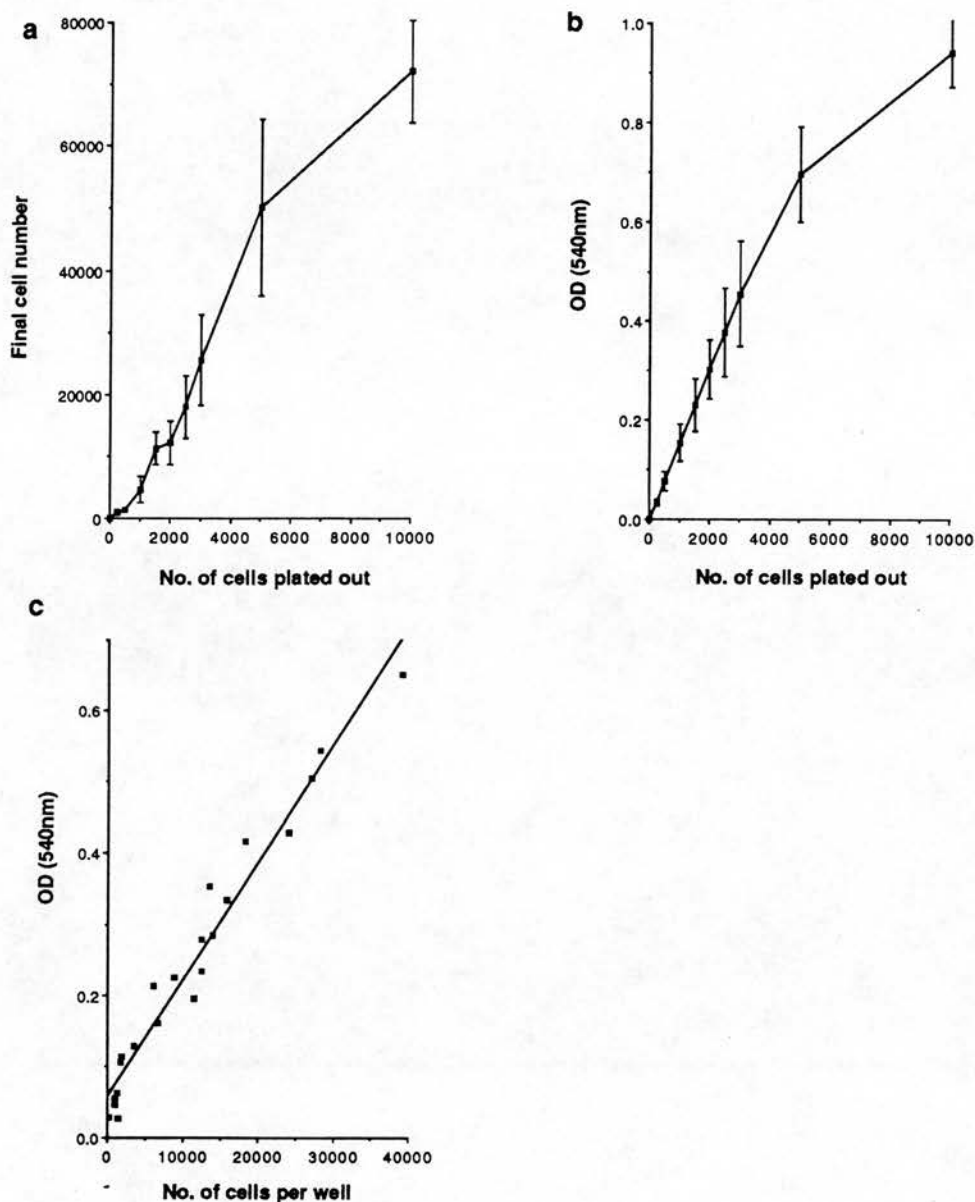 a
80000
60000
40000
20000
0
Final cell number
0 2000 4000 6000 8000 10000
No. of cells plated out
b
1.0
0.8
0.6
0.4
0.2
0.0
OD (540nm)
0 2000 4000 6000 8000 10000
No. of cells plated out
c
0.6
0.4
0.2
0.0
OD (540nm)
0 10000 20000 30000 40000
No. of cells per well